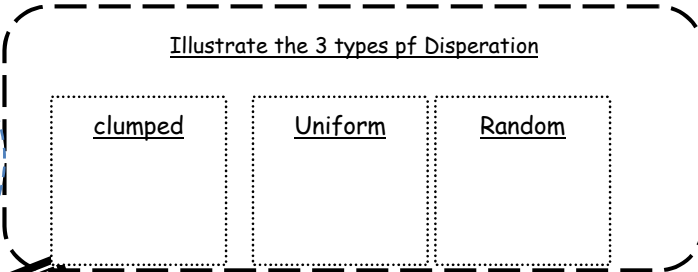 Illustrate the 3 types pf Disperation
clumped
Uniform
Random